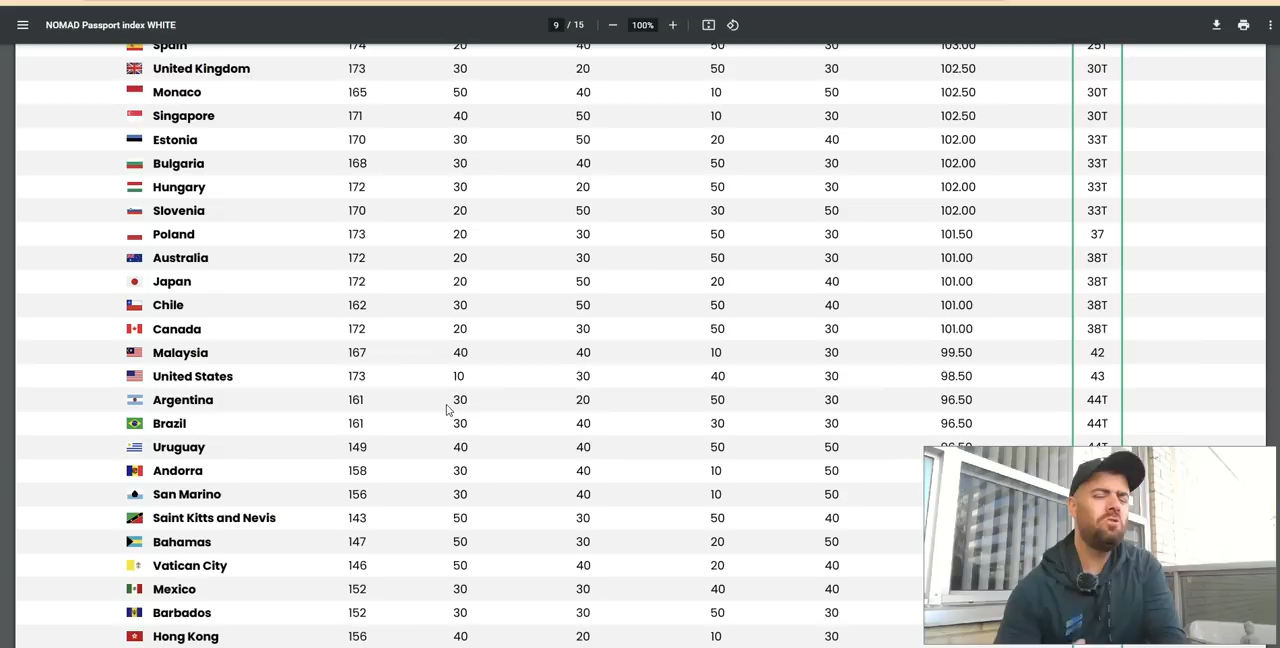 NOMAD Passport index WHITE 9 / 15 100%
Spain 174 20 40 50 30 103.00 25T
United Kingdom 173 30 20 50 30 102.50 30T
Monaco 165 50 40 10 50 102.50 30T
Singapore 171 40 50 10 30 102.50 30T
Estonia 170 30 50 20 40 102.00 33T
Bulgaria 168 30 40 50 30 102.00 33T
Hungary 172 30 20 50 30 102.00 33T
Slovenia 170 20 50 30 50 102.00 33T
Poland 173 20 30 50 30 101.50 37
Australia 172 20 30 50 30 101.00 38T
Japan 172 20 50 20 40 101.00 38T
Chile 162 30 50 50 40 101.00 38T
Canada 172 20 30 50 30 101.00 38T
Malaysia 167 40 40 10 30 99.50 42
United States 173 10 30 40 30 98.50 43
Argentina 161 30 20 50 30 96.50 44T
Brazil 161 30 40 30 30 96.50 44T
Uruguay 149 40 40 50 50 96.50 44T
Andorra 158 30 40 10 50
San Marino 156 30 40 10 50
Saint Kitts and Nevis 143 50 30 50 40
Bahamas 147 50 30 20 50
Vatican City 146 50 40 20 40
Mexico 152 30 30 40 40
Barbados 152 30 30 50 30
Hong Kong 156 40 20 10 30